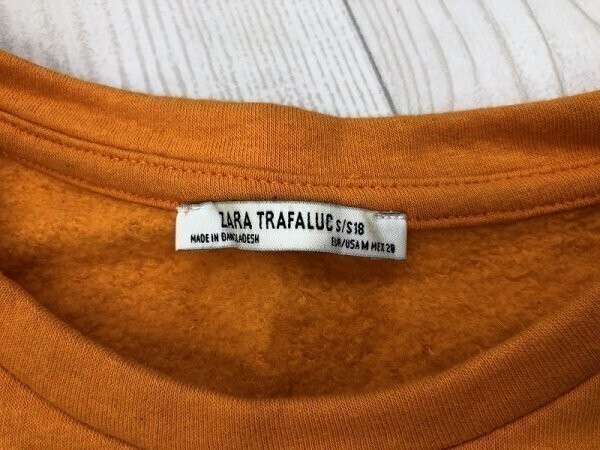 ZARA TRAFALUC S/S18
MADE IN BANGLADESH EUR/USA M MEX 28